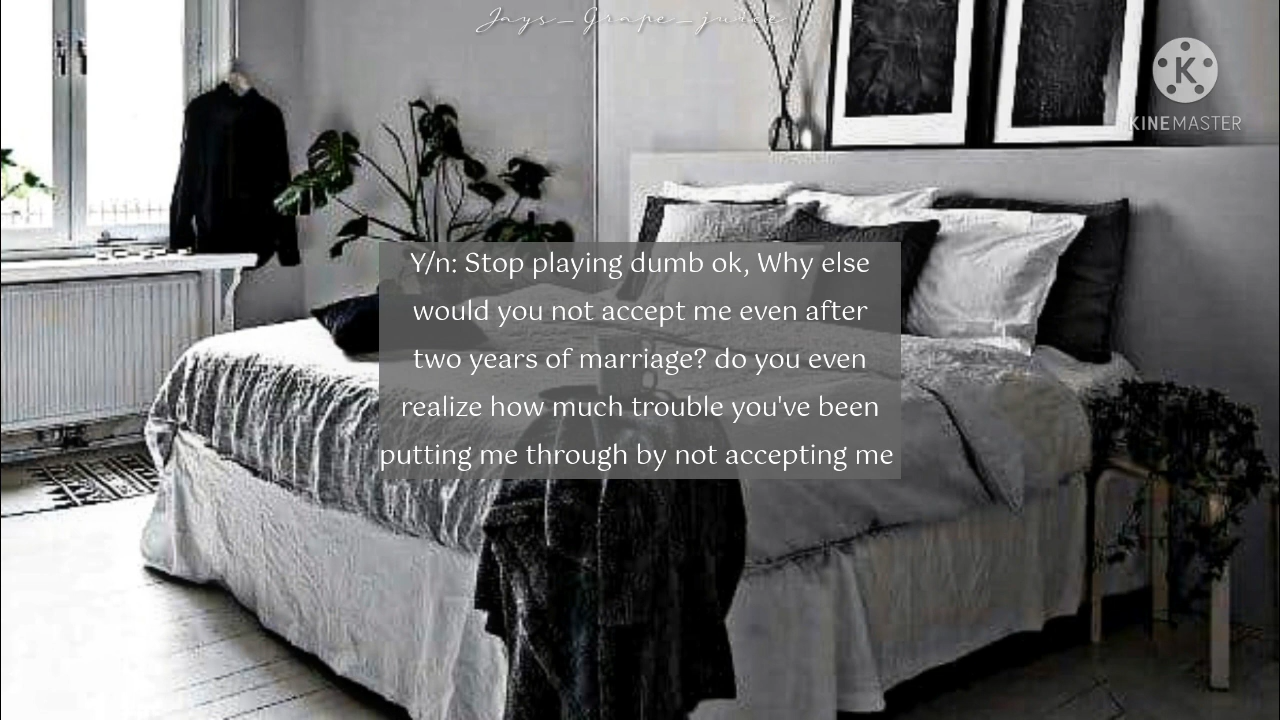 Jays_Grape_juice
KINEMASTER
Y/n: Stop playing dumb ok, Why else
would you not accept me even after
two years of marriage? do you even
realize how much trouble you've been
putting me through by not accepting me